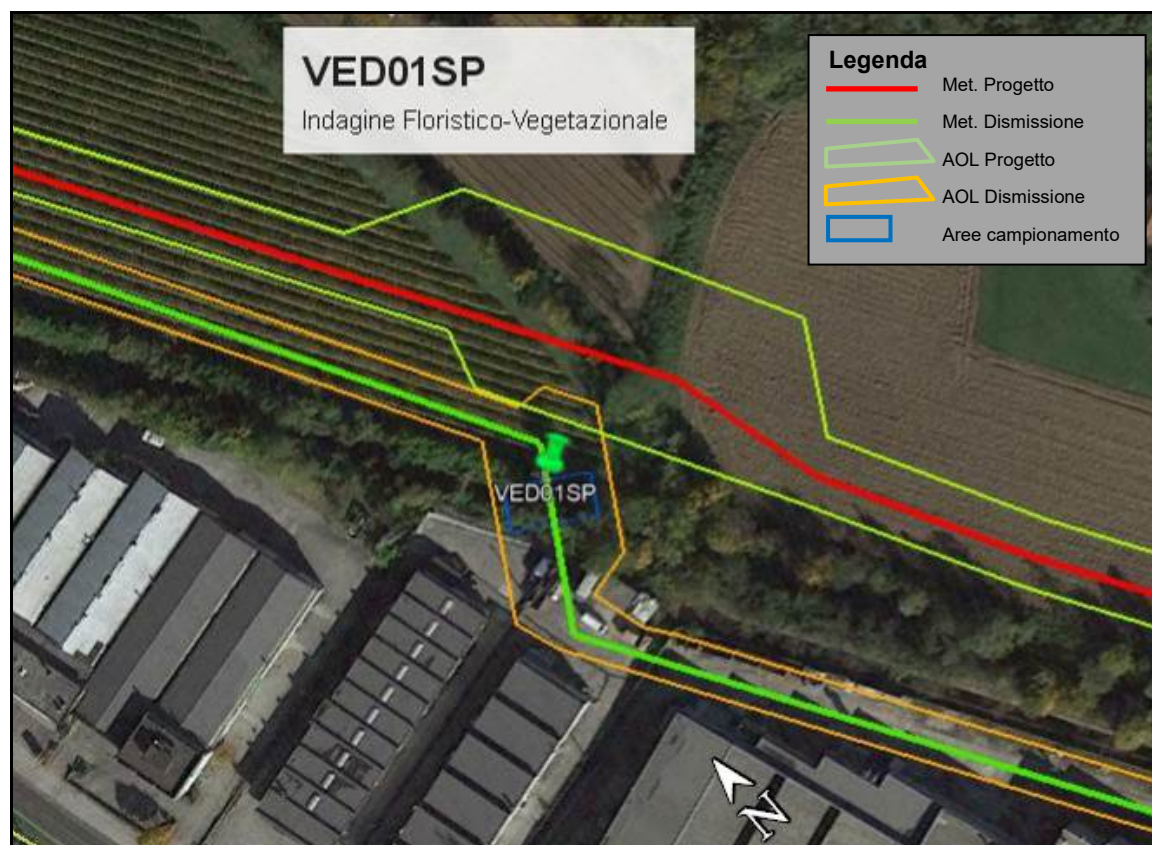 VED01SP
Indagine Floristico-Vegetazionale
Legenda
Met. Progetto
Met. Dismissione
AOL Progetto
AOL Dismissione
Aree campionamento
VED01SP
N